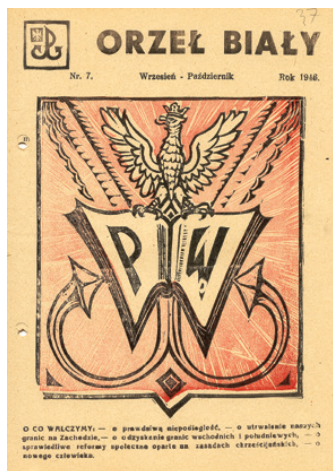 37
ORZEŁ BIAŁY
Nr. 7. Wrzesień - Październik Rok 1948.
P W
O CO WALCZYMY: — o prawdziwą niepodległość, — o utrwalenie naszych
granic na Zachodzie, — o odzyskanie granic wschodnich i południowych, — o
sprawiedliwe reformy społeczne oparte na zasadach chrześcijańskich, — o
nowego człowieka.